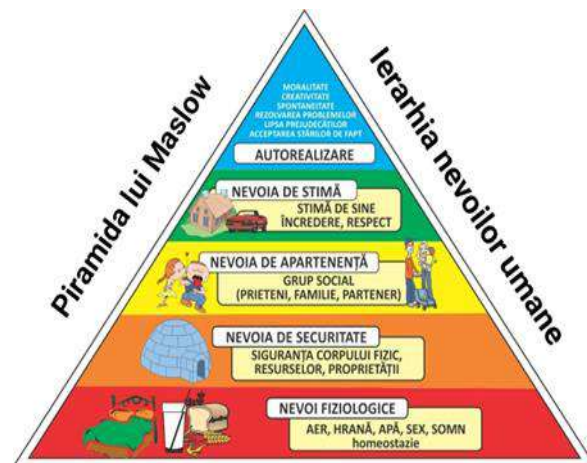 Piramida lui Maslow
Ierarhia nevoilor umane
MORALITATE
CREATIVITATE
SPONTANEITATE
REZOLVAREA PROBLEMELOR
LIPSA PREJUDECĂȚILOR
ACCEPTAREA STĂRILOR DE FAPT
AUTOREALIZARE
NEVOIA DE STIMĂ
STIMĂ DE SINE
ÎNCREDERE, RESPECT
NEVOIA DE APARTENENȚĂ
GRUP SOCIAL
(PRIETENI, FAMILIE, PARTENER)
NEVOIA DE SECURITATE
SIGURANȚA CORPULUI FIZIC,
RESURSELOR, PROPRIETĂȚII
NEVOI FIZIOLOGICE
AER, HRANĂ, APĂ, SEX, SOMN
homeostazie